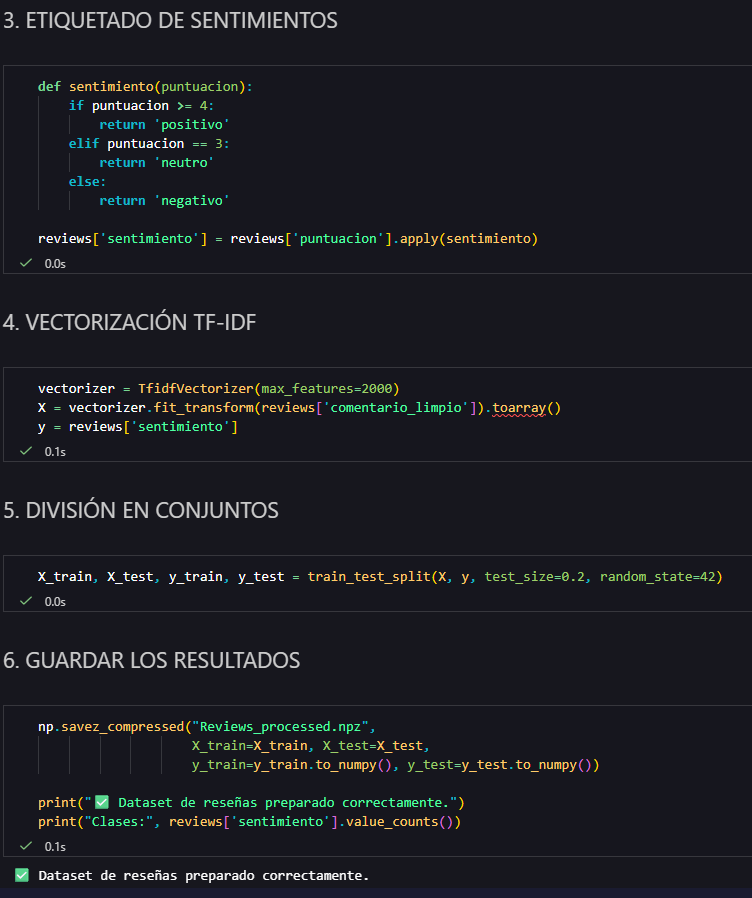 3. ETIQUETADO DE SENTIMIENTOS
def sentimiento(puntuacion):
    if puntuacion >= 4:
        return 'positivo'
    elif puntuacion == 3:
        return 'neutro'
    else:
        return 'negativo'
reviews['sentimiento'] = reviews['puntuacion'].apply(sentimiento)
✓ 0.0s
4. VECTORIZACIÓN TF-IDF
vectorizer = TfidfVectorizer(max_features=2000)
X = vectorizer.fit_transform(reviews['comentario_limpio']).toarray()
y = reviews['sentimiento']
✓ 0.1s
5. DIVISIÓN EN CONJUNTOS
X_train, X_test, y_train, y_test = train_test_split(X, y, test_size=0.2, random_state=42)
✓ 0.0s
6. GUARDAR LOS RESULTADOS
np.savez_compressed("Reviews_processed.npz",
                    X_train=X_train, X_test=X_test,
                    y_train=y_train.to_numpy(), y_test=y_test.to_numpy())
print("✅ Dataset de reseñas preparado correctamente.")
print("Clases:", reviews['sentimiento'].value_counts())
✓ 0.1s
✅ Dataset de reseñas preparado correctamente.